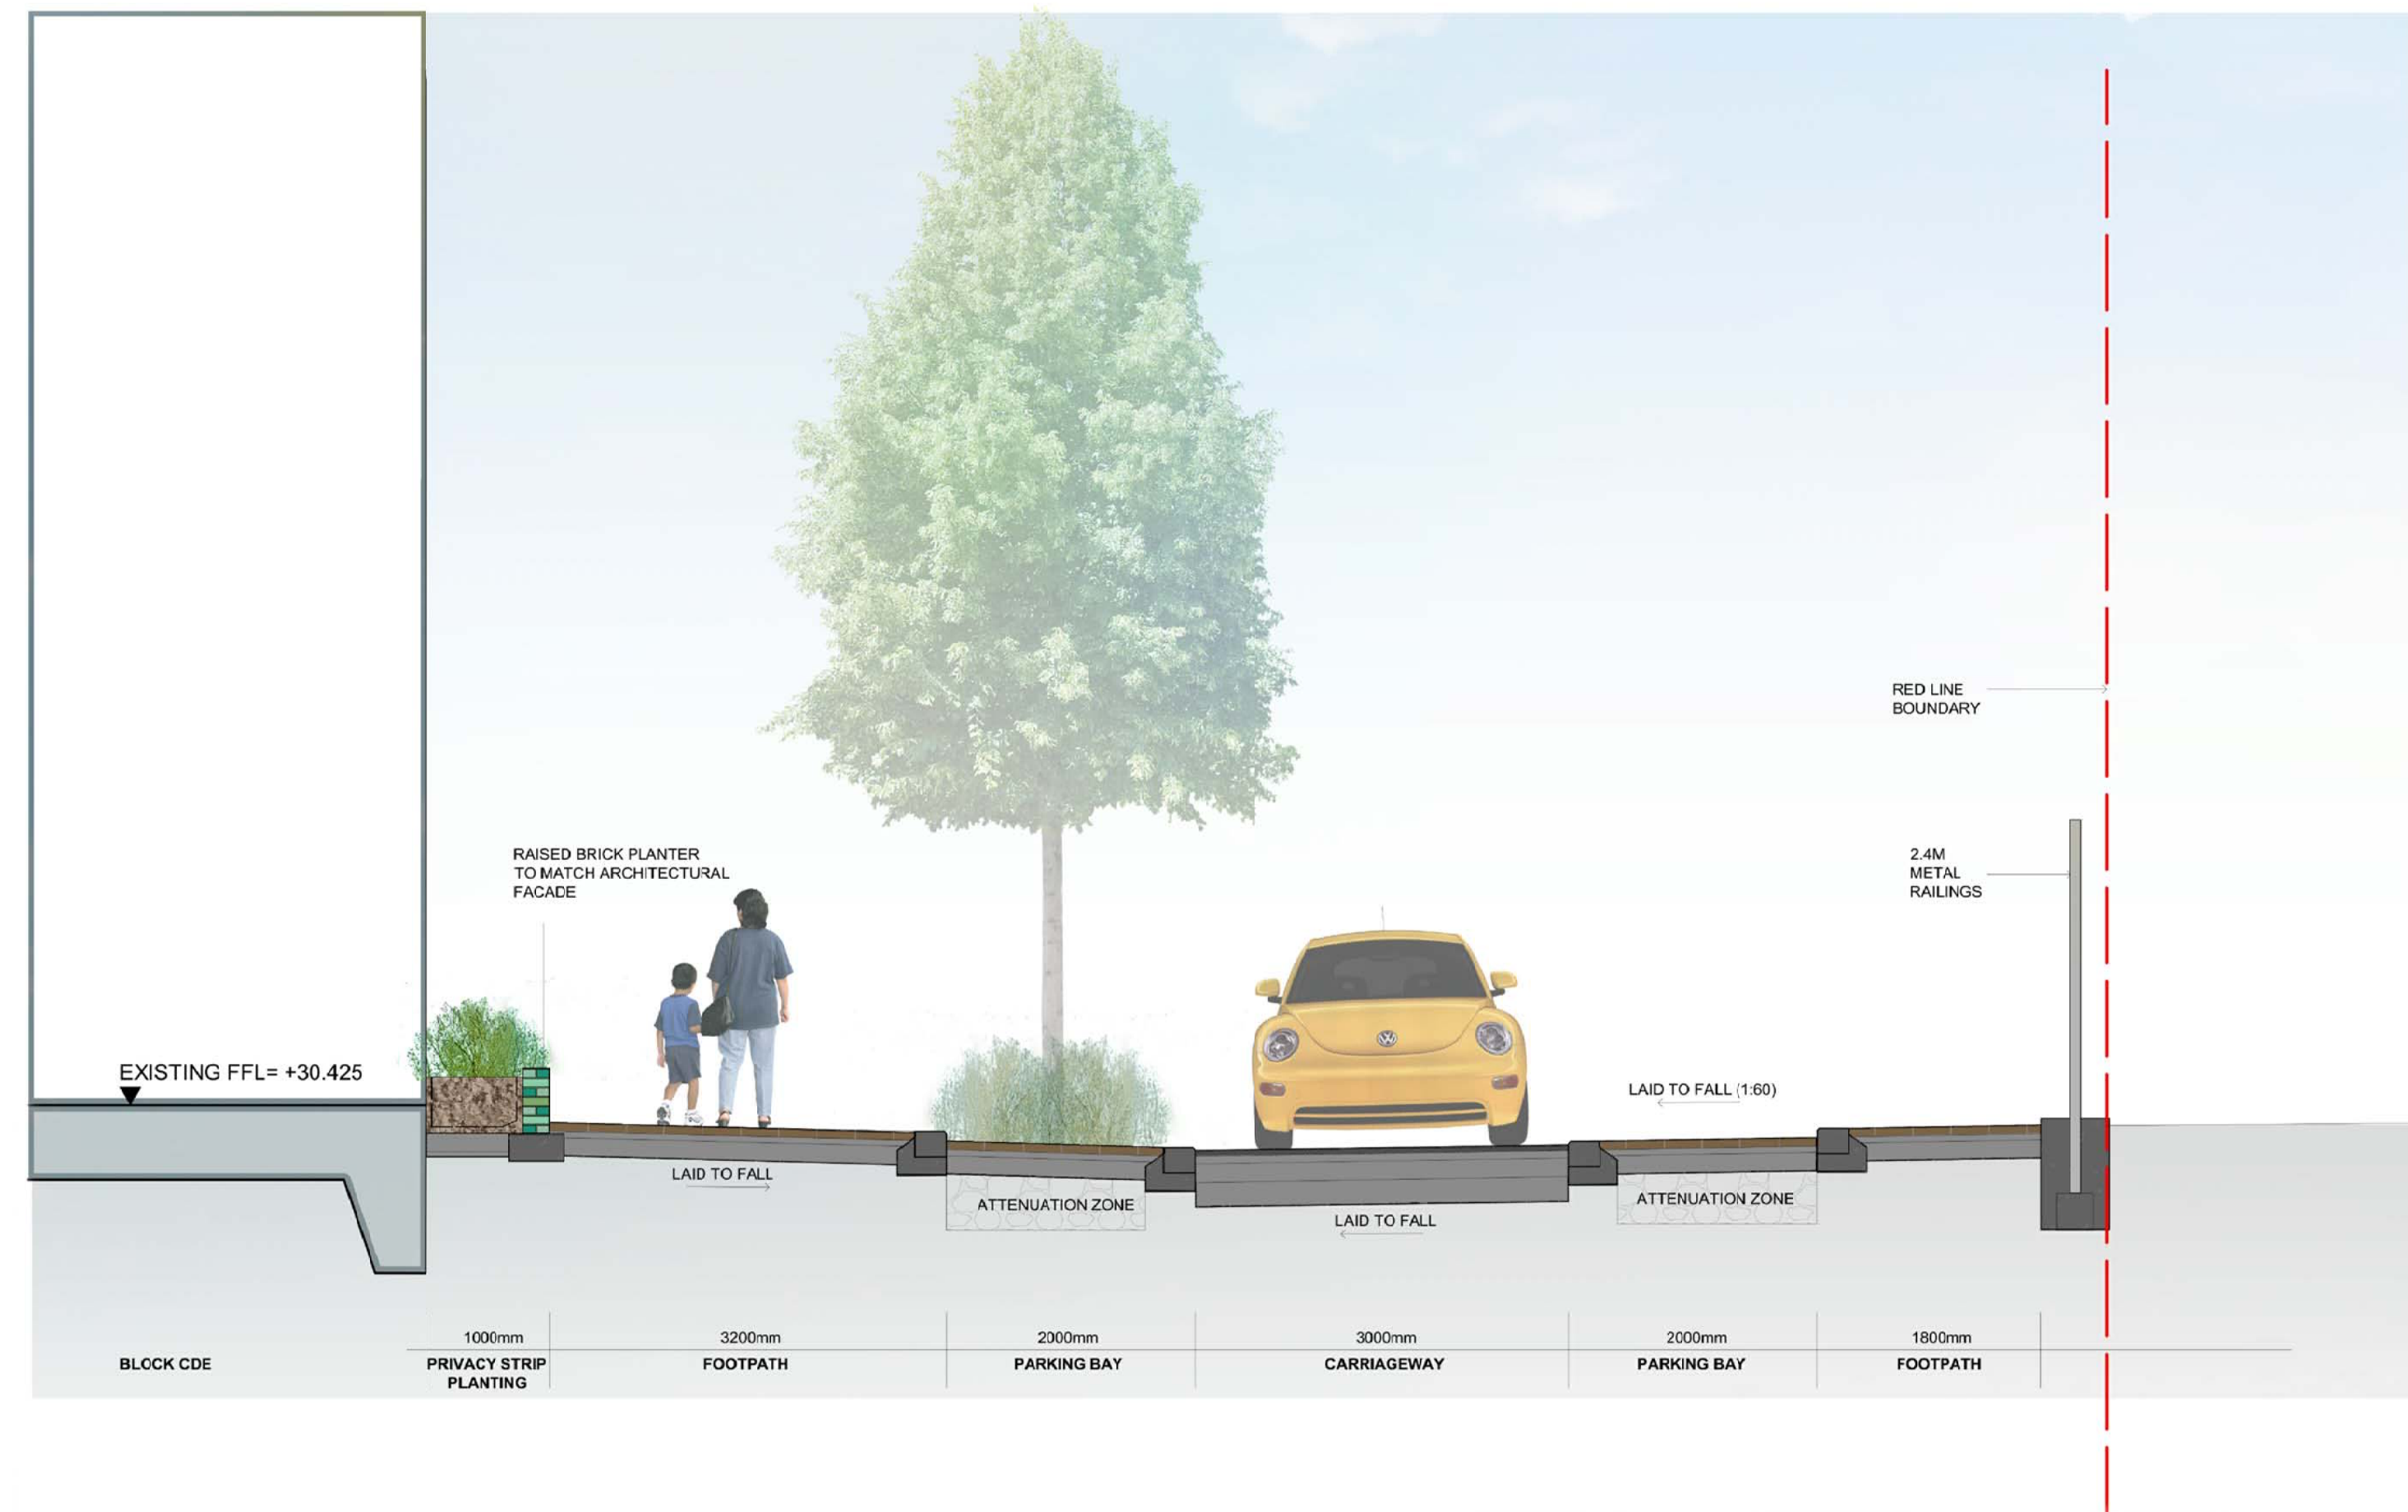 RED LINE
BOUNDARY
RAISED BRICK PLANTER
TO MATCH ARCHITECTURAL
FACADE
2.4M
METAL
RAILINGS
EXISTING FFL= +30.425
LAID TO FALL (1:60)
LAID TO FALL
ATTENUATION ZONE
ATTENUATION ZONE
LAID TO FALL
1000mm
3200mm
2000mm
3000mm
2000mm
1800mm
BLOCK CDE
PRIVACY STRIP
PLANTING
FOOTPATH
PARKING BAY
CARRIAGEWAY
PARKING BAY
FOOTPATH